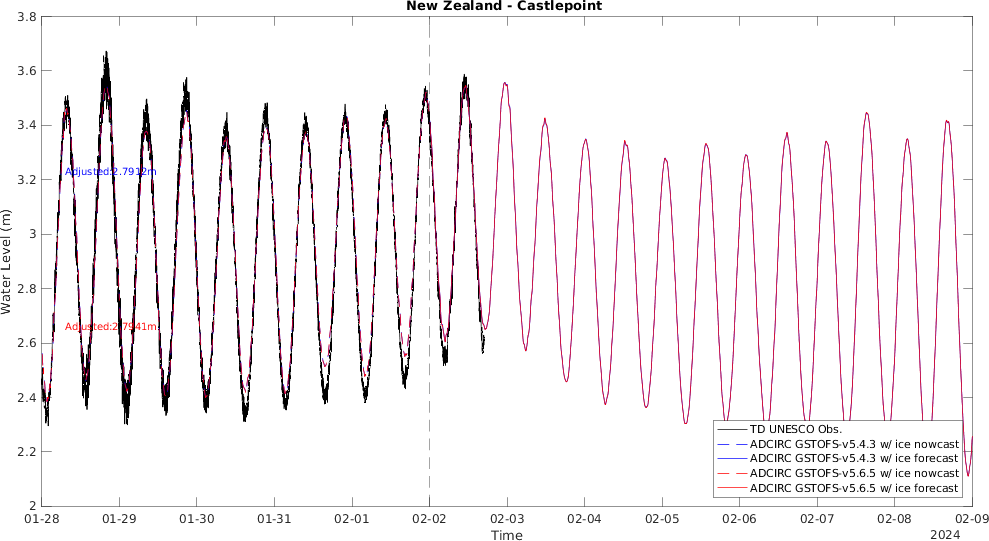 New Zealand - Castlepoint
3.8
3.6
3.4
3.2
3
2.8
2.6
2.4
2.2
2
Water Level (m)
Adjusted:2.7912m
Adjusted:2.7941m
TD UNESCO Obs.
ADCIRC GSTOFS-v5.4.3 w/ ice nowcast
ADCIRC GSTOFS-v5.4.3 w/ ice forecast
ADCIRC GSTOFS-v5.6.5 w/ ice nowcast
ADCIRC GSTOFS-v5.6.5 w/ ice forecast
01-28 01-29 01-30 01-31 02-01 02-02 02-03 02-04 02-05 02-06 02-07 02-08 02-09
Time
2024